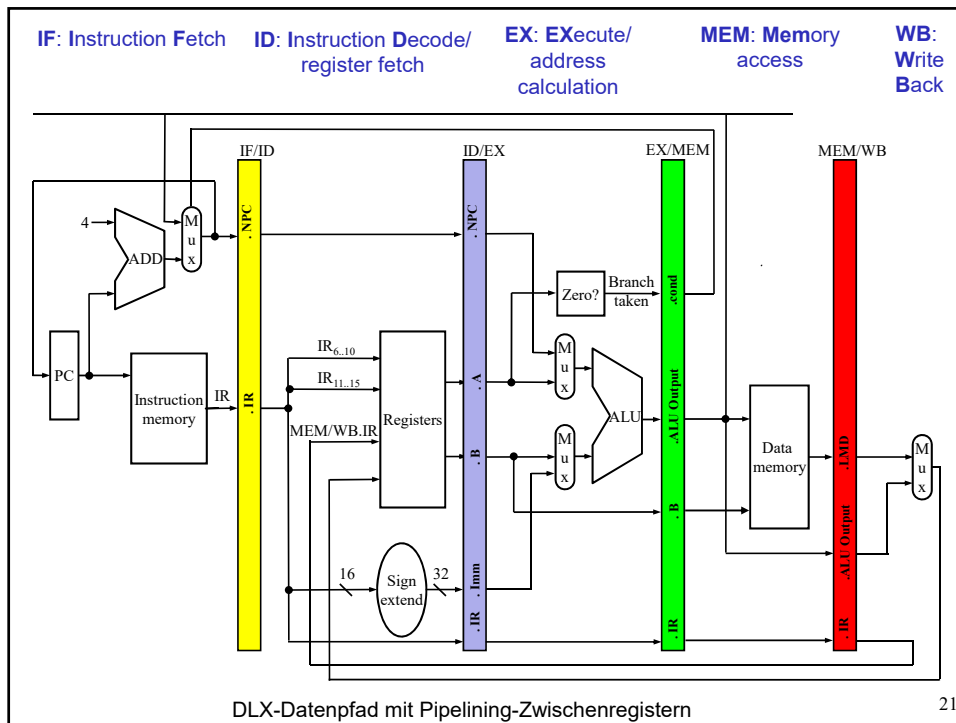 21
IF: Instruction Fetch
ID: Instruction Decode/
register fetch
EX: EXecute/
address
calculation
MEM: Memory
access
WB:
Write
Back
IF/ID
ID/EX
EX/MEM
MEM/WB
4
ADD
M
u
x
. NPC
. NPC
Zero?
Branch
taken
.cond
PC
Instruction
memory
IR
. IR
IR6..10
IR11..15
MEM/WB.IR
Registers
. A
. B
M
u
x
M
u
x
ALU
.ALU Output
. B
Data
memory
.LMD
.ALU Output
M
u
x
16
Sign
extend
32
. Imm
. IR
. IR
. IR
DLX-Datenpfad mit Pipelining-Zwischenregistern
21